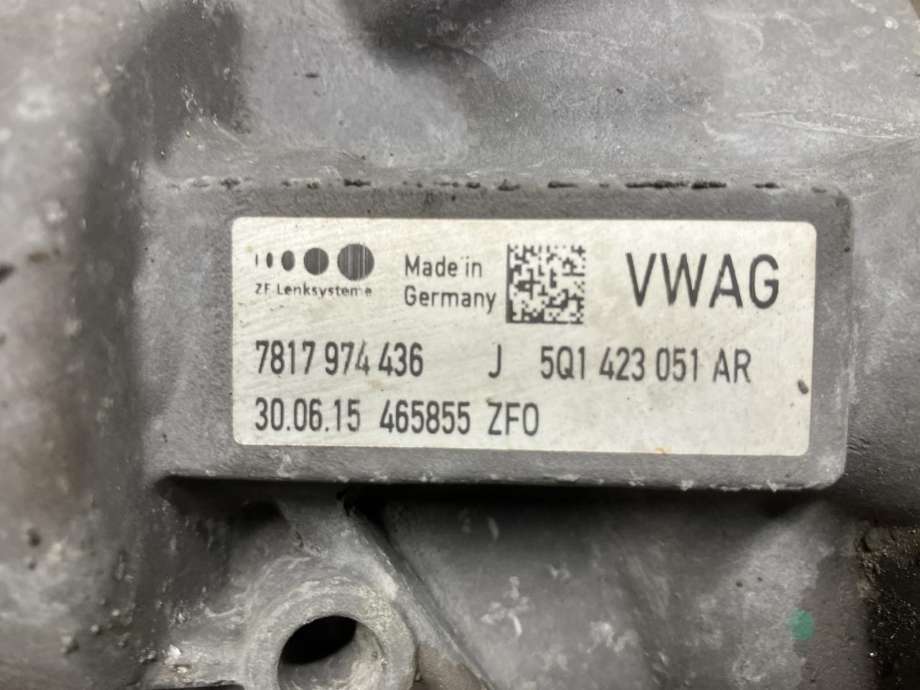 ZF Lenksysteme
Made in
Germany
VWAG
7817 974 436 J 5Q1 423 051 AR
30.06.15 465855 ZFO